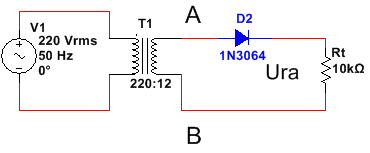 A
T1
D2
V1
220 Vrms
50 Hz
0°
1N3064
Ura
Rt
10kΩ
220:12
B